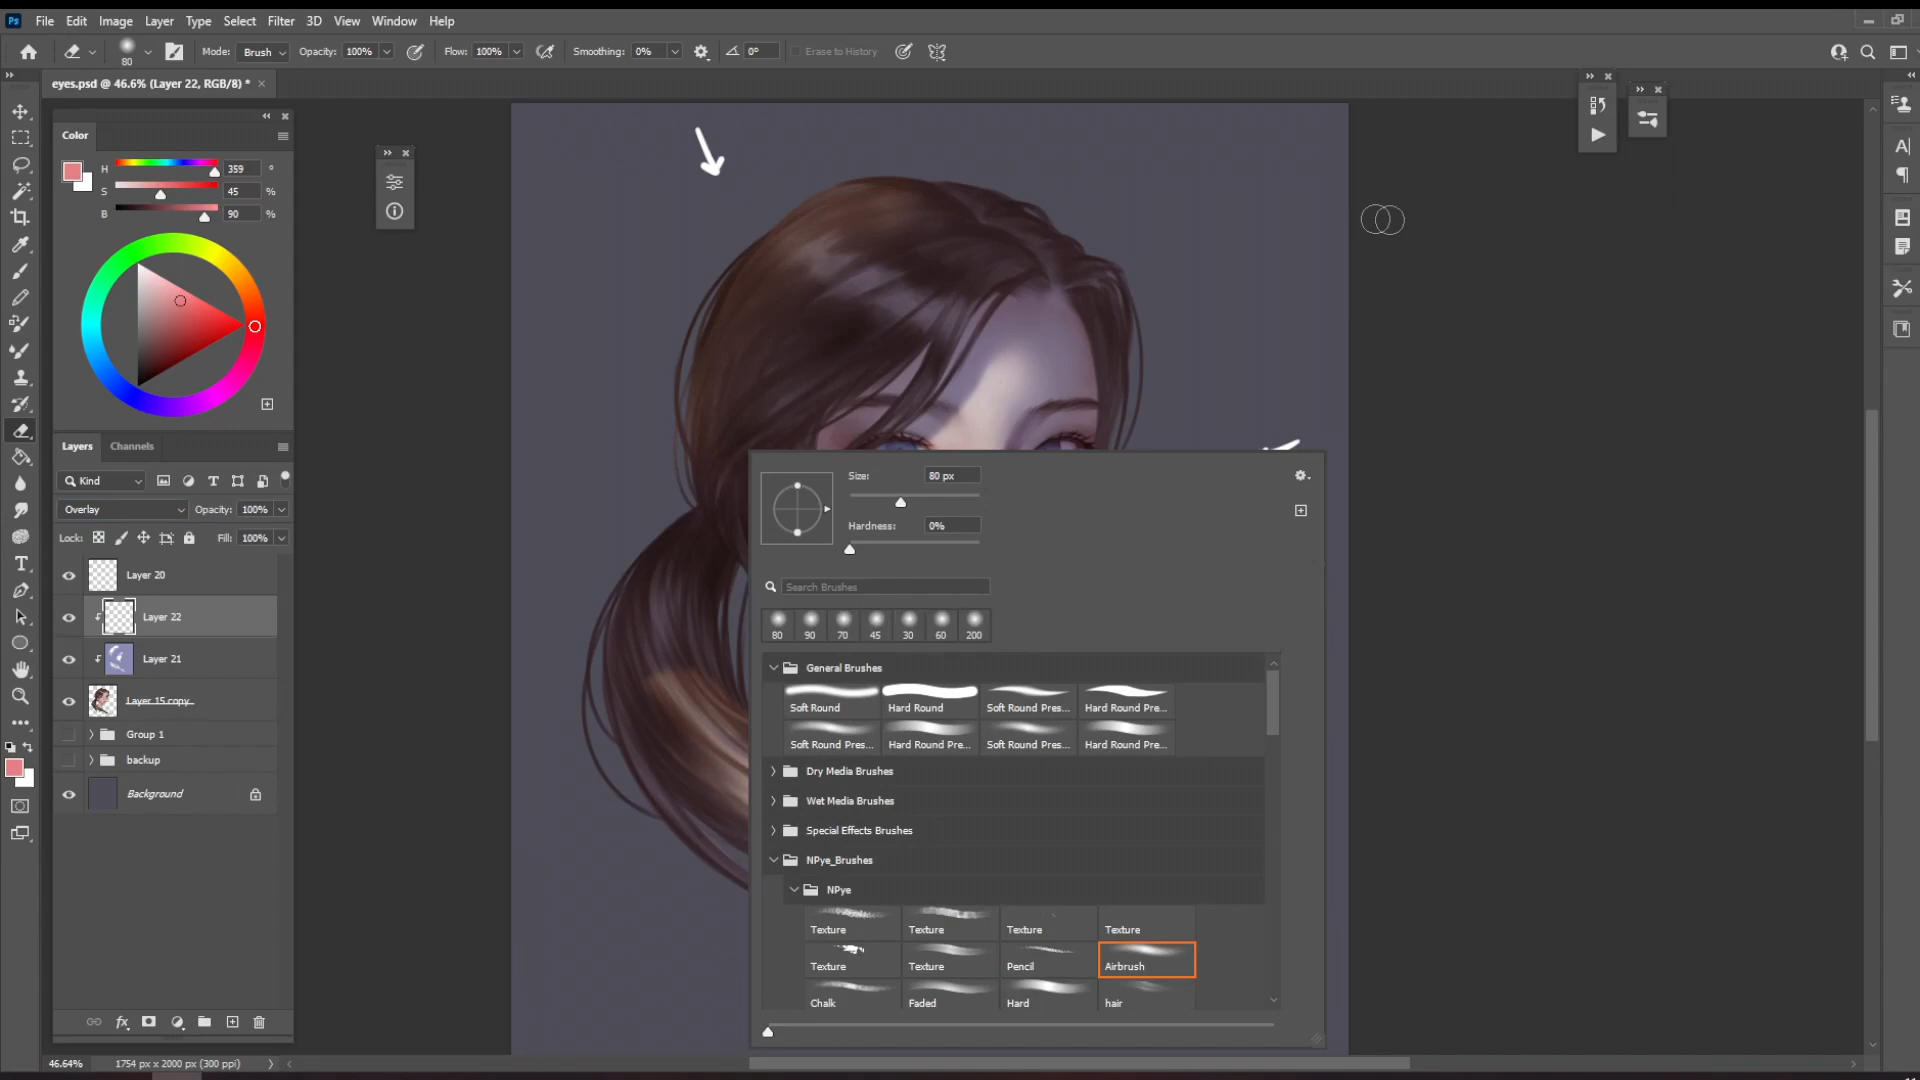 Ps File Edit Image Layer Type Select Filter 3D View Window Help
80 Mode: Brush Opacity: 100% Flow: 100% Smoothing: 0% 0° Erase to History
eyes.psd @ 46.6% (Layer 22, RGB/8) *
Color
H 359 °
S 45 %
B 90 %
Layers Channels
Kind
Overlay Opacity: 100%
Lock: Fill: 100%
Layer 20
Layer 22
Layer 21
Layer 15 copy
Group 1
backup
Background
fx
46.64% 1754 px x 2000 px (300 ppi)
Size: 80 px
Hardness: 0%
Search Brushes
80 90 70 45 30 60 200
General Brushes
Soft Round Hard Round Soft Round Pres... Hard Round Pre...
Soft Round Pres... Hard Round Pre... Soft Round Pres... Hard Round Pre...
Dry Media Brushes
Wet Media Brushes
Special Effects Brushes
NPye_Brushes
NPye
Texture Texture Texture Texture
Texture Texture Pencil Airbrush
Chalk Faded Hard hair